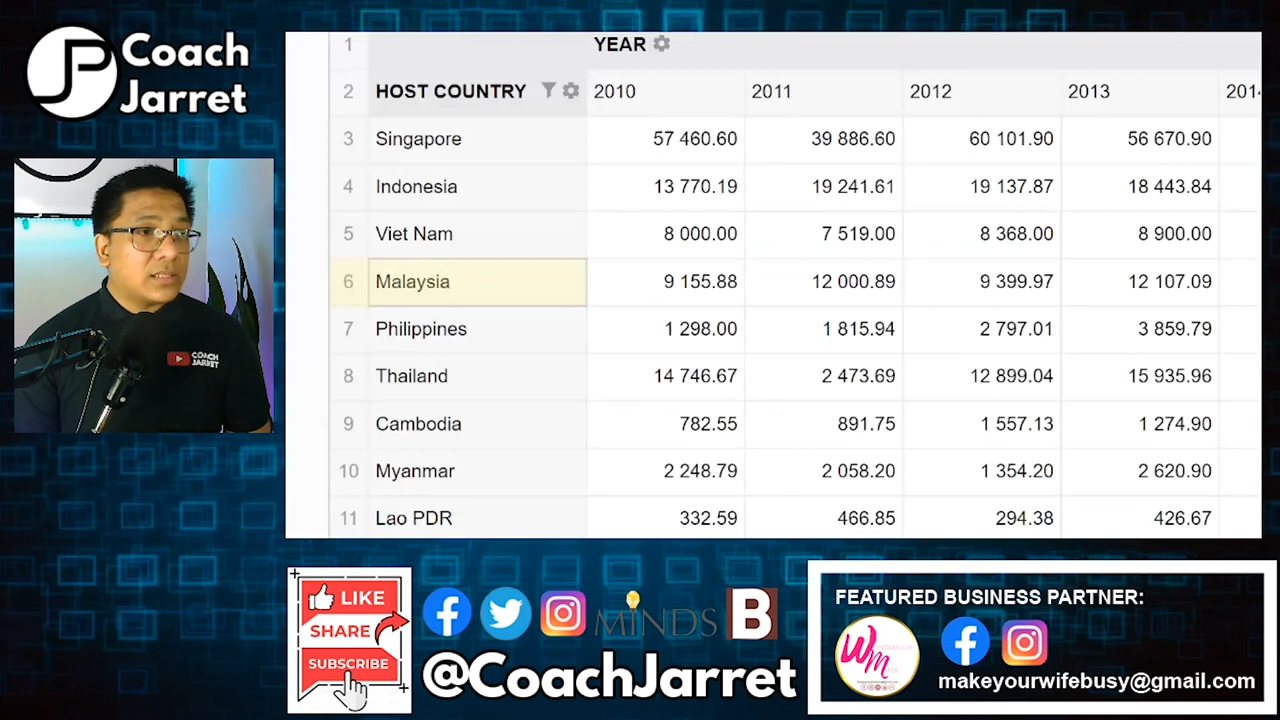 Coach
Jarret
COACH
JARRET
1 YEAR
2 HOST COUNTRY 2010 2011 2012 2013 201
3 Singapore 57 460.60 39 886.60 60 101.90 56 670.90
4 Indonesia 13 770.19 19 241.61 19 137.87 18 443.84
5 Viet Nam 8 000.00 7 519.00 8 368.00 8 900.00
6 Malaysia 9 155.88 12 000.89 9 399.97 12 107.09
7 Philippines 1 298.00 1 815.94 2 797.01 3 859.79
8 Thailand 14 746.67 2 473.69 12 899.04 15 935.96
9 Cambodia 782.55 891.75 1 557.13 1 274.90
10 Myanmar 2 248.79 2 058.20 1 354.20 2 620.90
11 Lao PDR 332.59 466.85 294.38 426.67
LIKE
SHARE
SUBSCRIBE
MINDS B
@CoachJarret
FEATURED BUSINESS PARTNER:
WM
makeyourwifebusy@gmail.com